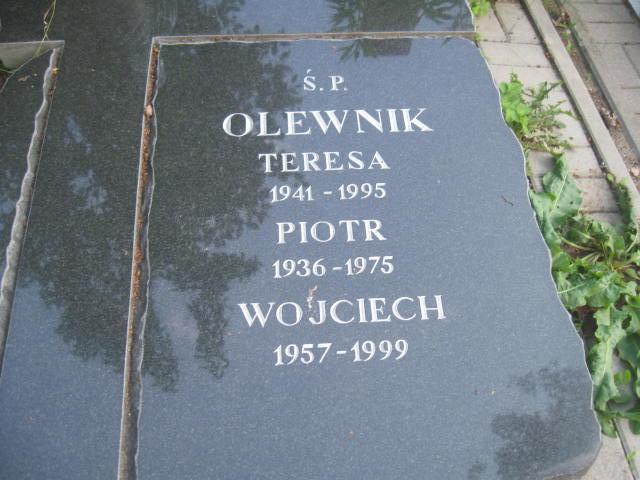 Ś.P.
OLEWNIK
TERESA
1941 - 1995
PIOTR
1936 - 1975
WOJCIECH
1957 - 1999